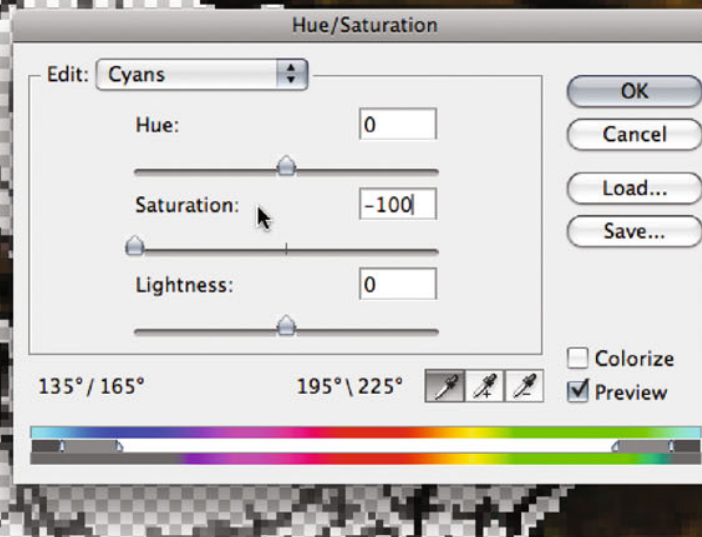 Hue/Saturation
Edit: Cyans
Hue: 0
Saturation: -100
Lightness: 0
OK
Cancel
Load...
Save...
Colorize
Preview
135°/165° 195°\225°